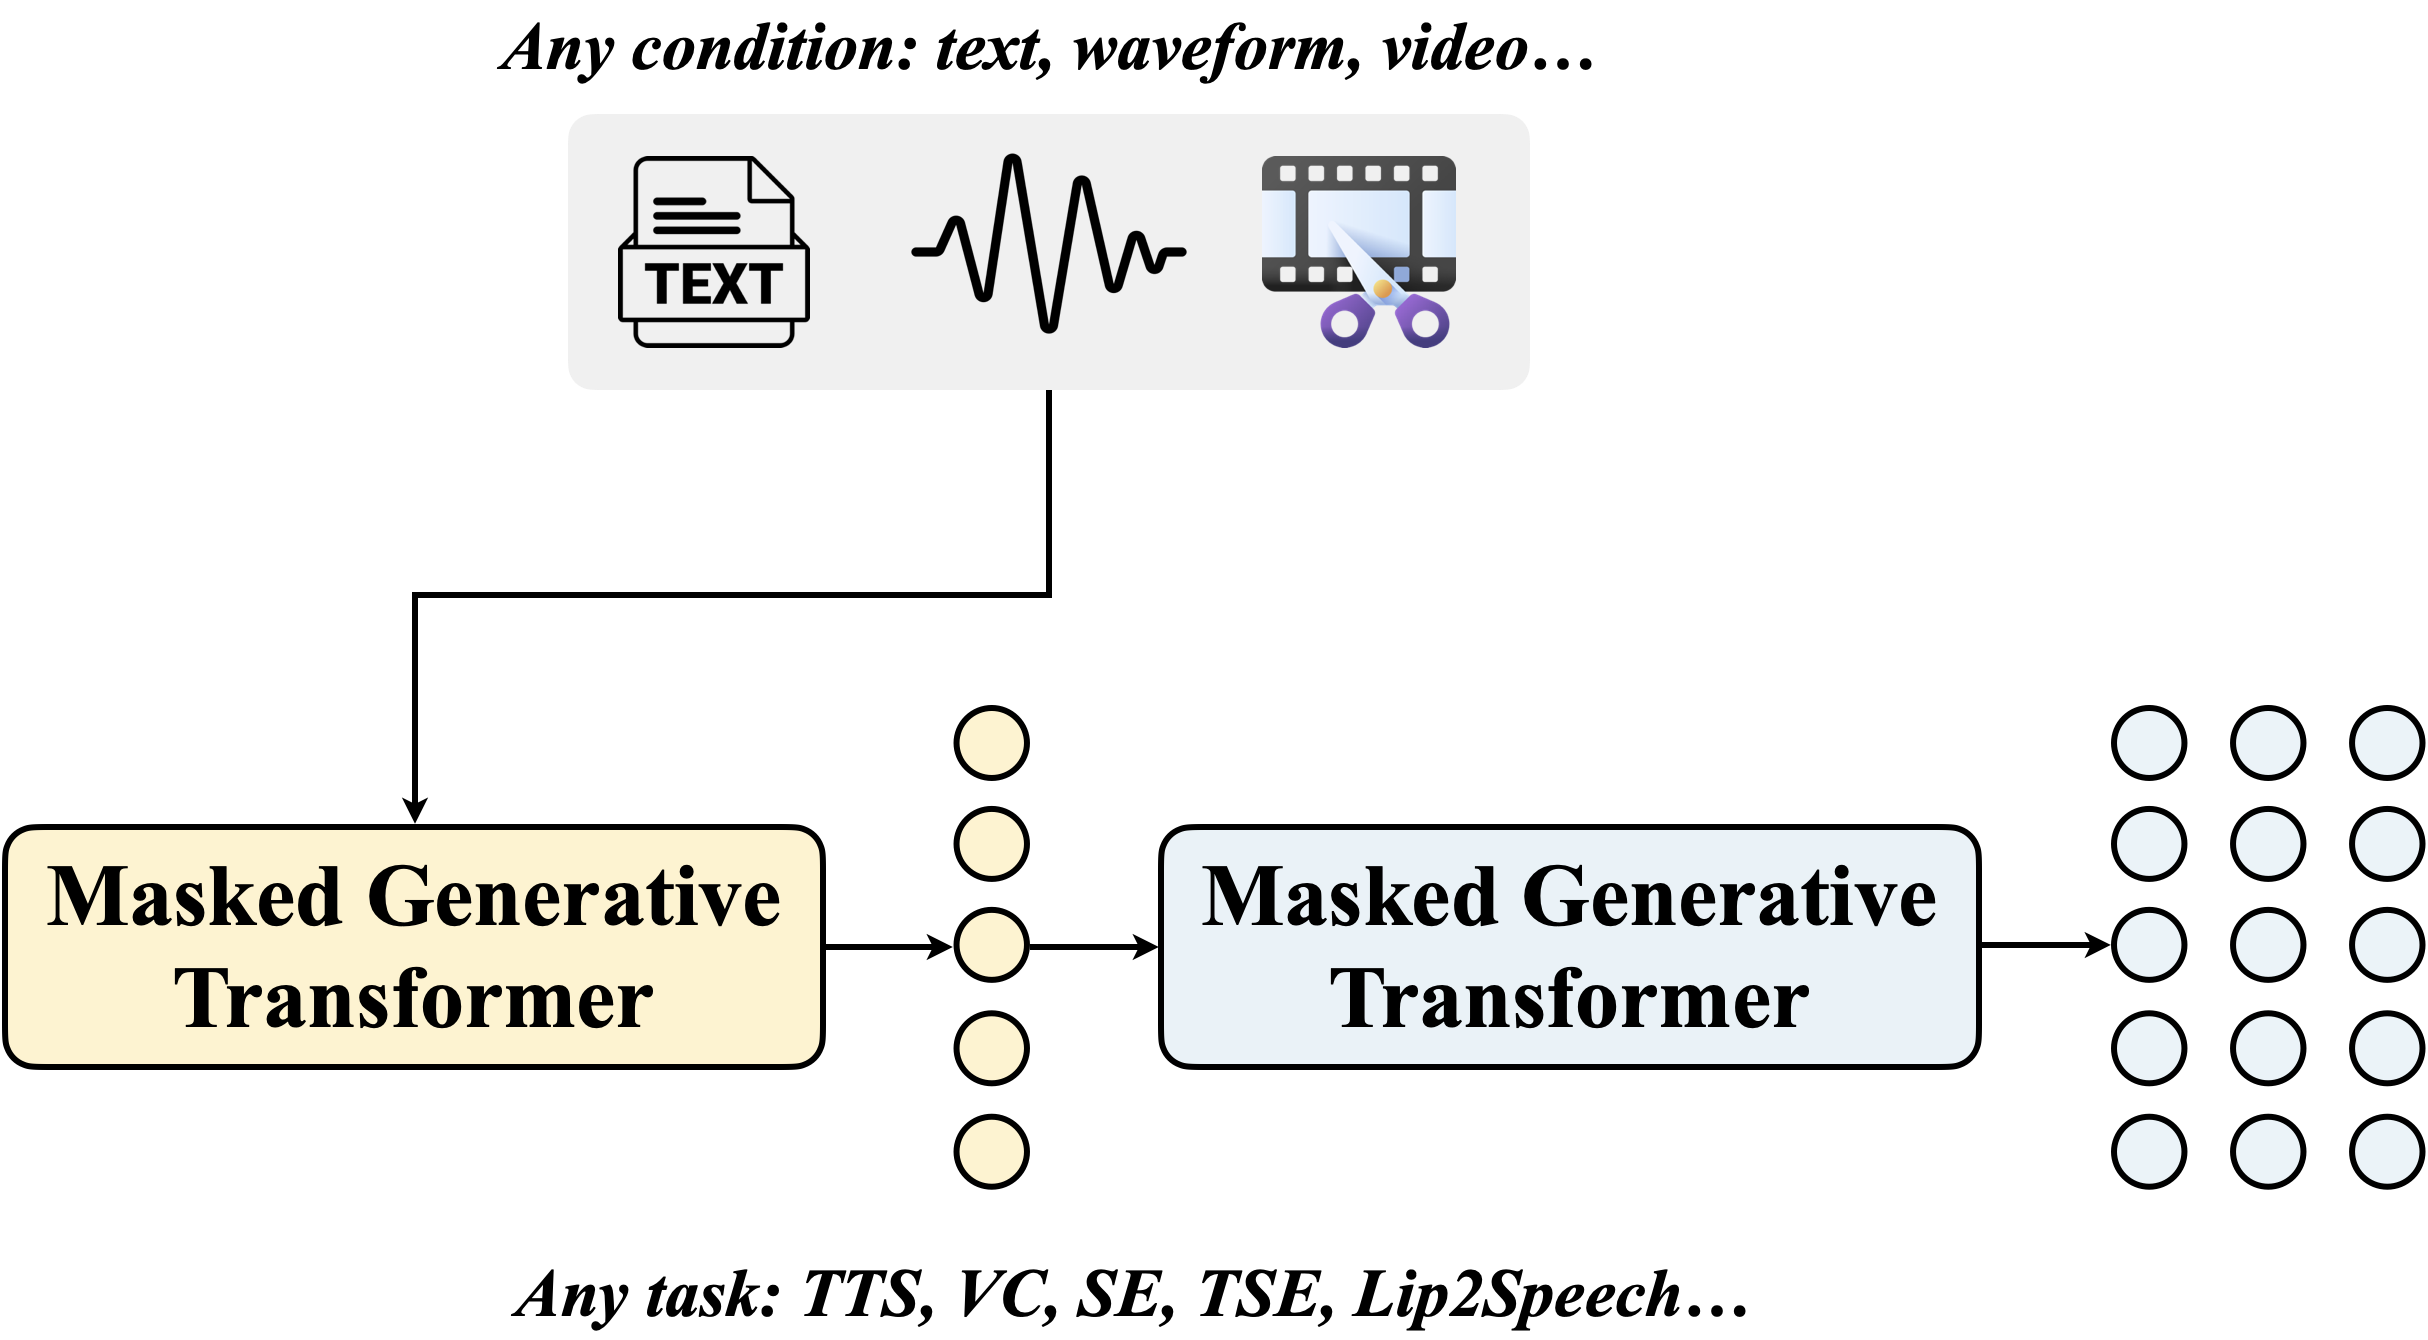 Any condition: text, waveform, video...
TEXT
Masked Generative
Transformer
Masked Generative
Transformer
Any task: TTS, VC, SE, TSE, Lip2Speech...